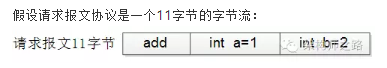 假设请求报文协议是一个11字节的字节流：
请求报文11字节 add int a=1 int b=2